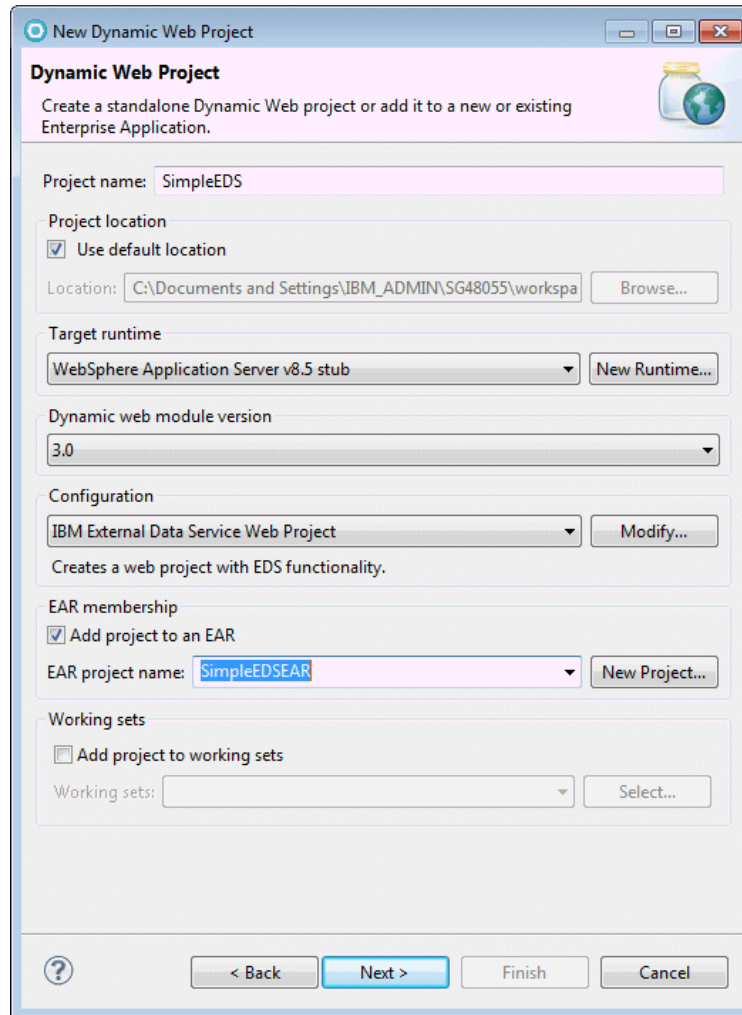 New Dynamic Web Project
Dynamic Web Project
Create a standalone Dynamic Web project or add it to a new or existing
Enterprise Application.
Project name: SimpleEDS
Project location
Use default location
Location: C:\Documents and Settings\IBM_ADMIN\SG48055\workspa Browse...
Target runtime
WebSphere Application Server v8.5 stub New Runtime...
Dynamic web module version
3.0
Configuration
IBM External Data Service Web Project Modify...
Creates a web project with EDS functionality.
EAR membership
Add project to an EAR
EAR project name: SimpleEDSEAR New Project...
Working sets
Add project to working sets
Working sets: Select...
? < Back Next > Finish Cancel